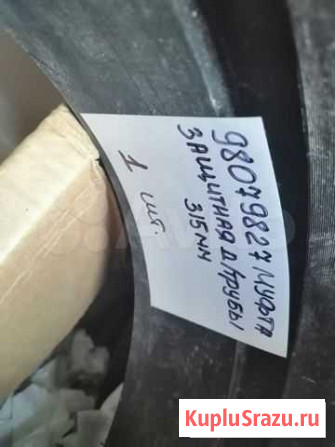 98079827 МУФТА
ЗАЩИТНАЯ Д/ТРУБЫ
315ММ
1 шт
KupluSrazu.ru